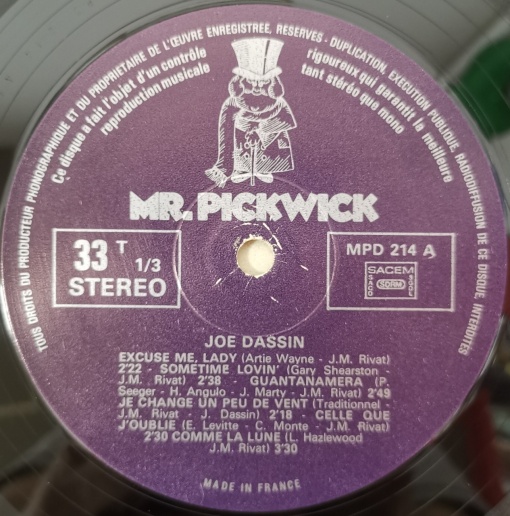 TOUS DROITS DU PRODUCTEUR PHONOGRAPHIQUE ET DU PROPRIETAIRE DE L'ŒUVRE ENREGISTREE, RESERVES - DUPLICATION, EXECUTION PUBLIQUE, RADIODIFFUSION DE CE DISQUE, INTERDITES
Ce disque a fait l'objet d'un contrôle
rigoureux qui garantit la meilleure
reproduction musicale
tant stéréo que mono
MR. PICKWICK
33 T 1/3
STEREO
MPD 214 A
SACEM
SACD SDRM SGDL
JOE DASSIN
EXCUSE ME, LADY (Artie Wayne - J.M. Rivat)
2'22 - SOMETIME LOVIN' (Gary Shearston -
J.M. Rivat) 2'38 - GUANTANAMERA (P.
Seeger - H. Angulo - J. Marty - J.M. Rivat) 2'49
JE CHANGE UN PEU DE VENT (Traditionnel -
J.M. Rivat - J. Dassin) 2'18 - CELLE QUE
J'OUBLIE (E. Levitte - C. Monte - J.M. Rivat)
2'30 COMME LA LUNE (L. Hazlewood
J.M. Rivat) 3'30
MADE IN FRANCE